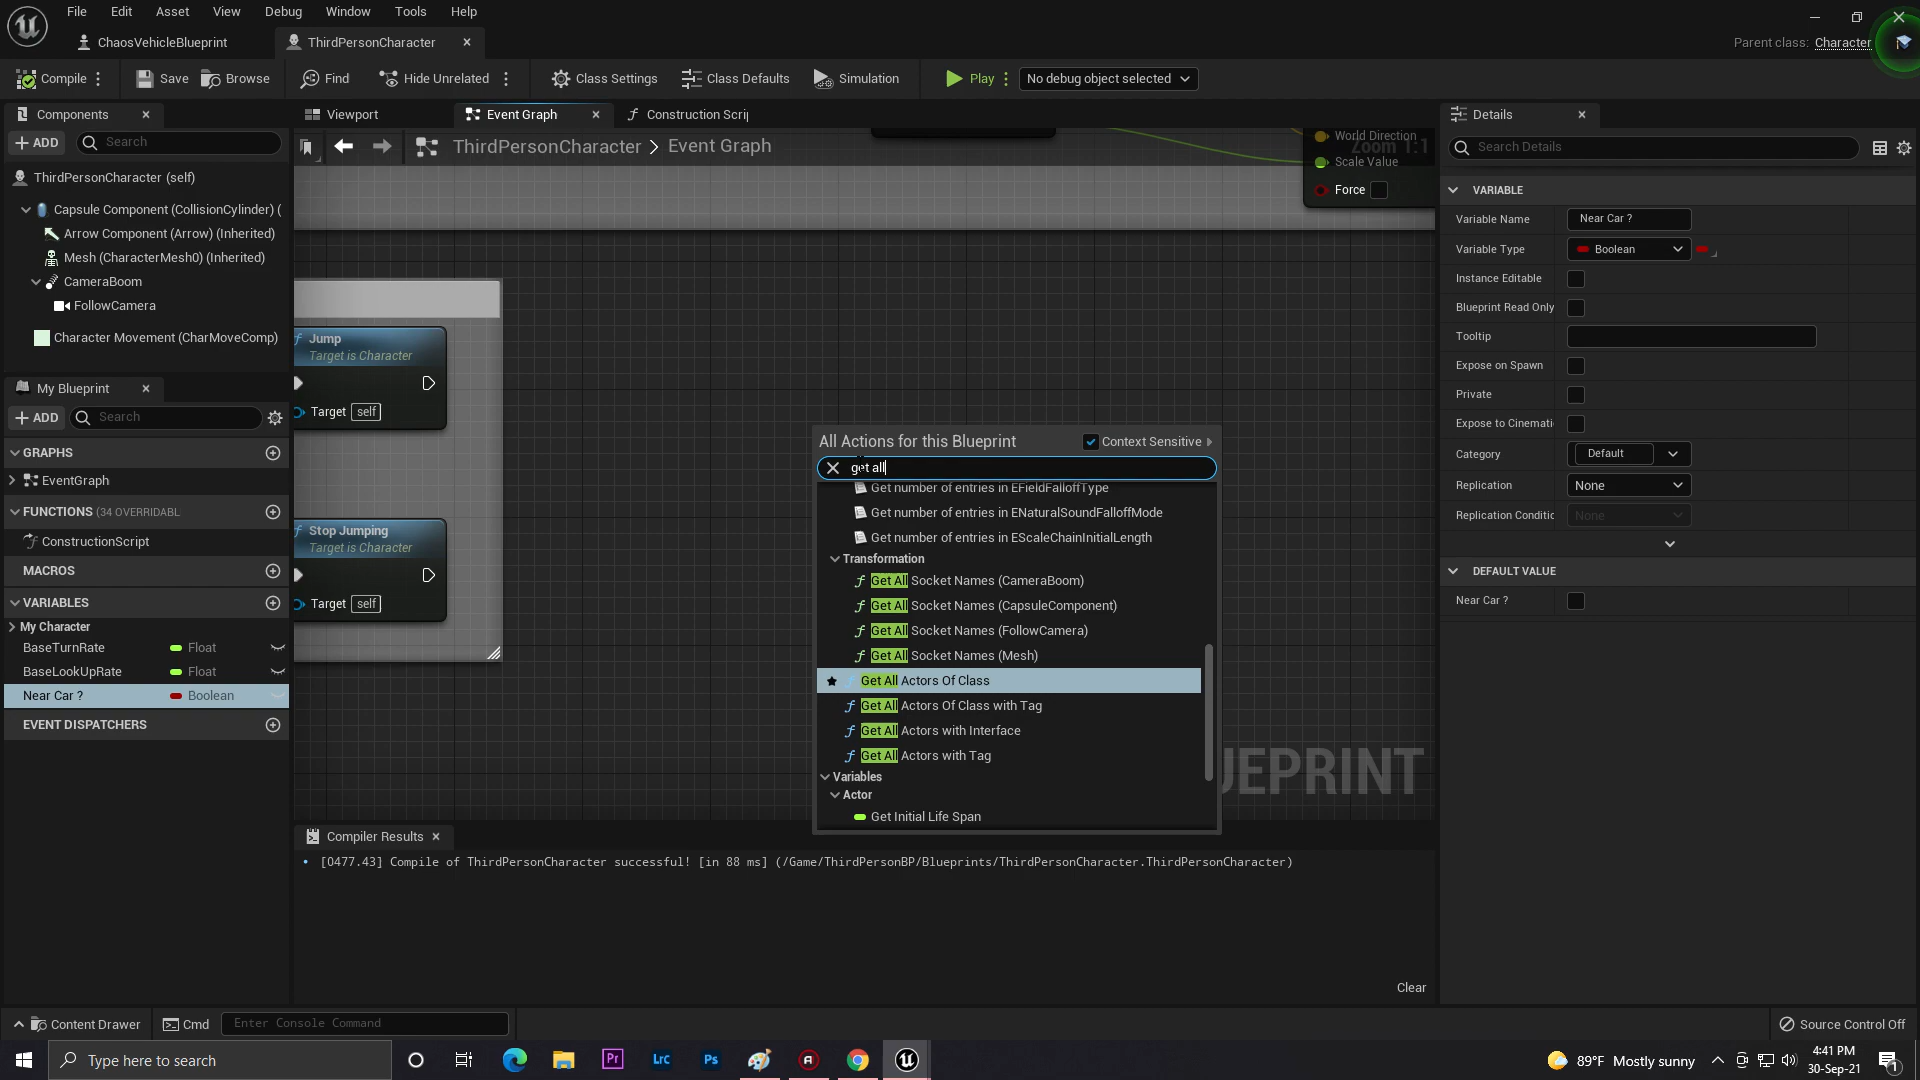 File Edit Asset View Debug Window Tools Help
ChaosVehicleBlueprint ThirdPersonCharacter
Parent class: Character
Compile Save Browse Find Hide Unrelated Class Settings Class Defaults Simulation Play No debug object selected
Components Viewport Event Graph Construction Scrip Details
ADD Search
ThirdPersonCharacter > Event Graph
Zoom 1:1
World Direction
Scale Value
Force
Search Details
ThirdPersonCharacter (self)
Capsule Component (CollisionCylinder) (
Arrow Component (Arrow) (Inherited)
Mesh (CharacterMesh0) (Inherited)
CameraBoom
FollowCamera
Character Movement (CharMoveComp)
VARIABLE
Variable Name Near Car ?
Variable Type Boolean
Instance Editable
Blueprint Read Only
Tooltip
Expose on Spawn
Private
Expose to Cinemati
Category Default
Replication None
Replication Conditic None
DEFAULT VALUE
Near Car ?
My Blueprint
ADD Search
GRAPHS
EventGraph
FUNCTIONS (34 OVERRIDABL
ConstructionScript
MACROS
VARIABLES
My Character
BaseTurnRate Float
BaseLookUpRate Float
Near Car ? Boolean
EVENT DISPATCHERS
Jump
Target is Character
Target self
Stop Jumping
Target is Character
Target self
All Actions for this Blueprint Context Sensitive
get all
Get number of entries in EFieldFalloffType
Get number of entries in ENaturalSoundFalloffMode
Get number of entries in EScaleChainInitialLength
Transformation
Get All Socket Names (CameraBoom)
Get All Socket Names (CapsuleComponent)
Get All Socket Names (FollowCamera)
Get All Socket Names (Mesh)
Get All Actors Of Class
Get All Actors Of Class with Tag
Get All Actors with Interface
Get All Actors with Tag
Variables
Actor
Get Initial Life Span
UEPRINT
Compiler Results
[0477.43] Compile of ThirdPersonCharacter successful! [in 88 ms] (/Game/ThirdPersonBP/Blueprints/ThirdPersonCharacter.ThirdPersonCharacter)
Clear
Content Drawer Cmd Enter Console Command Source Control Off
Type here to search Pr Lrc Ps 89°F Mostly sunny 4:41 PM
30-Sep-21 1